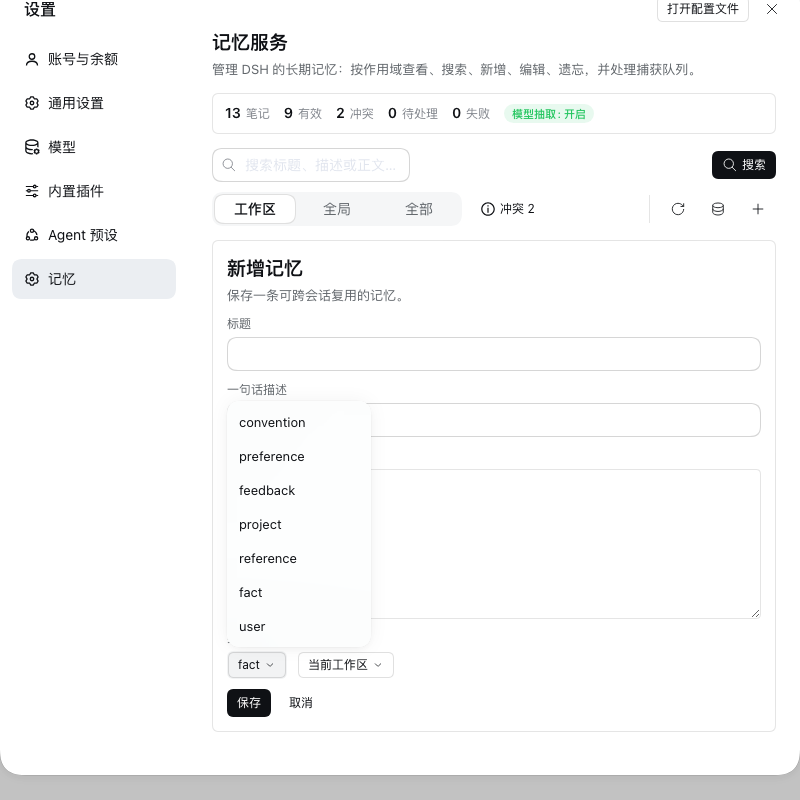 设置
打开配置文件
账号与余额
通用设置
模型
内置插件
Agent 预设
记忆
记忆服务
管理 DSH 的长期记忆：按作用域查看、搜索、新增、编辑、遗忘，并处理捕获队列。
13 笔记 9 有效 2 冲突 0 待处理 0 失败 模型抽取: 开启
搜索标题、描述或正文...
搜索
工作区 全局 全部 冲突 2
新增记忆
保存一条可跨会话复用的记忆。
标题
一句话描述
convention
preference
feedback
project
reference
fact
user
fact 当前工作区
保存 取消